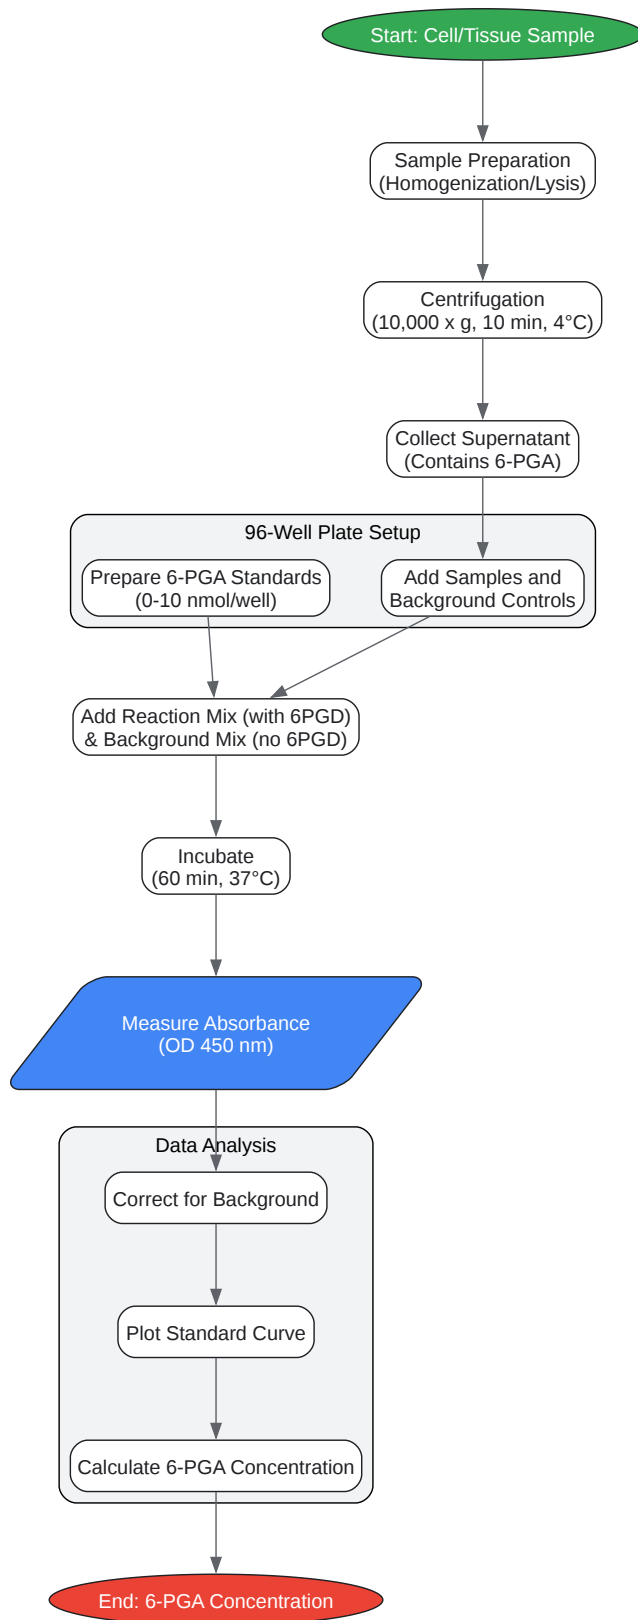 Start: Cell/Tissue Sample
Sample Preparation
(Homogenization/Lysis)
Centrifugation
(10,000 x g, 10 min, 4°C)
Collect Supernatant
(Contains 6-PGA)
96-Well Plate Setup
Prepare 6-PGA Standards
(0-10 nmol/well)
Add Samples and
Background Controls
Add Reaction Mix (with 6PGD)
& Background Mix (no 6PGD)
Incubate
(60 min, 37°C)
Measure Absorbance
(OD 450 nm)
Data Analysis
Correct for Background
Plot Standard Curve
Calculate 6-PGA Concentration
End: 6-PGA Concentration